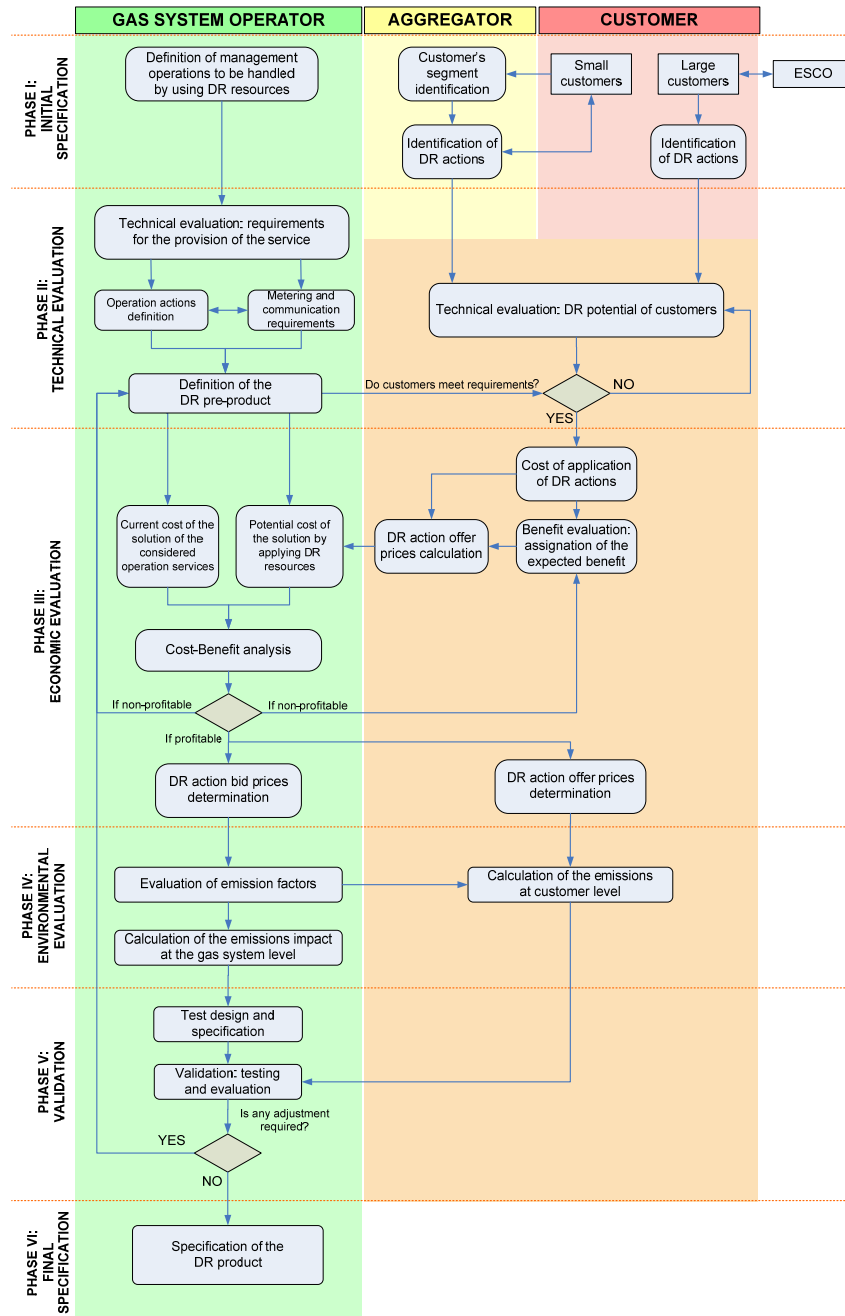 GAS SYSTEM OPERATOR
AGGREGATOR
CUSTOMER
PHASE I:
INITIAL
SPECIFICATION
Definition of management
operations to be handled
by using DR resources
Customer's
segment
identification
Small
customers
Large
customers
ESCO
Identification of
DR actions
Identification
of DR actions
PHASE II:
TECHNICAL EVALUATION
Technical evaluation: requirements
for the provision of the service
Operation actions
definition
Metering and
communication
requirements
Technical evaluation: DR potential of customers
Definition of the
DR pre-product
Do customers meet requirements?
NO
YES
PHASE III:
ECONOMIC EVALUATION
Cost of application
of DR actions
Current cost of the
solution of the
considered
operation services
Potential cost of
the solution by
applying DR
resources
DR action offer
prices calculation
Benefit evaluation:
assignation of the
expected benefit
Cost-Benefit analysis
If non-profitable
If non-profitable
If profitable
DR action bid prices
determination
DR action offer prices
determination
PHASE IV:
ENVIRONMENTAL
EVALUATION
Evaluation of emission factors
Calculation of the emissions
at customer level
Calculation of the emissions impact
at the gas system level
PHASE V:
VALIDATION
Test design and
specification
Validation: testing
and evaluation
Is any adjustment
required?
YES
NO
PHASE VI:
FINAL
SPECIFICATION
Specification of the
DR product